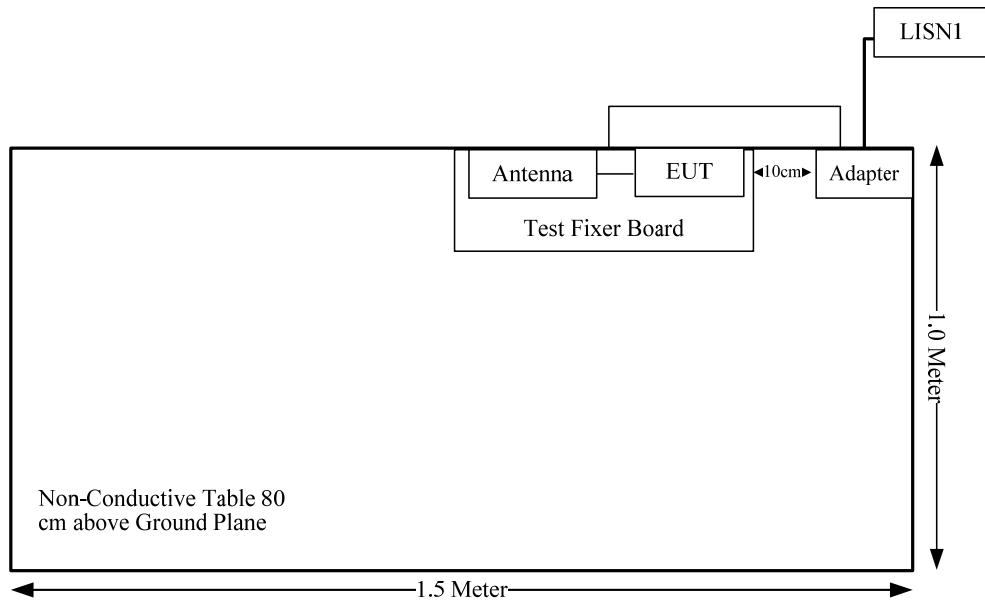 LISN1
Antenna
EUT
10cm
Adapter
Test Fixer Board
1.0 Meter
Non-Conductive Table 80
cm above Ground Plane
1.5 Meter